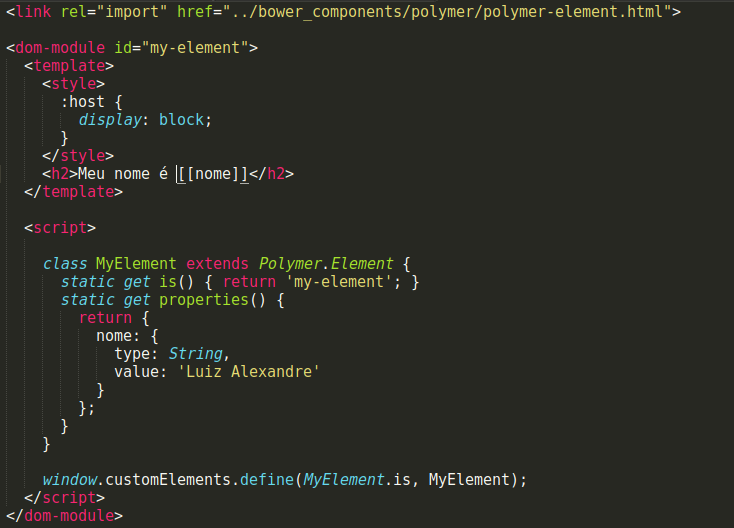 <link rel="import" href="../bower_components/polymer/polymer-element.html">
<dom-module id="my-element">
<template>
<style>
:host {
display: block;
}
</style>
<h2>Meu nome é [[nome]]</h2>
</template>
<script>
class MyElement extends Polymer.Element {
static get is() { return 'my-element'; }
static get properties() {
return {
nome: {
type: String,
value: 'Luiz Alexandre'
}
};
}
}
window.customElements.define(MyElement.is, MyElement);
</script>
</dom-module>